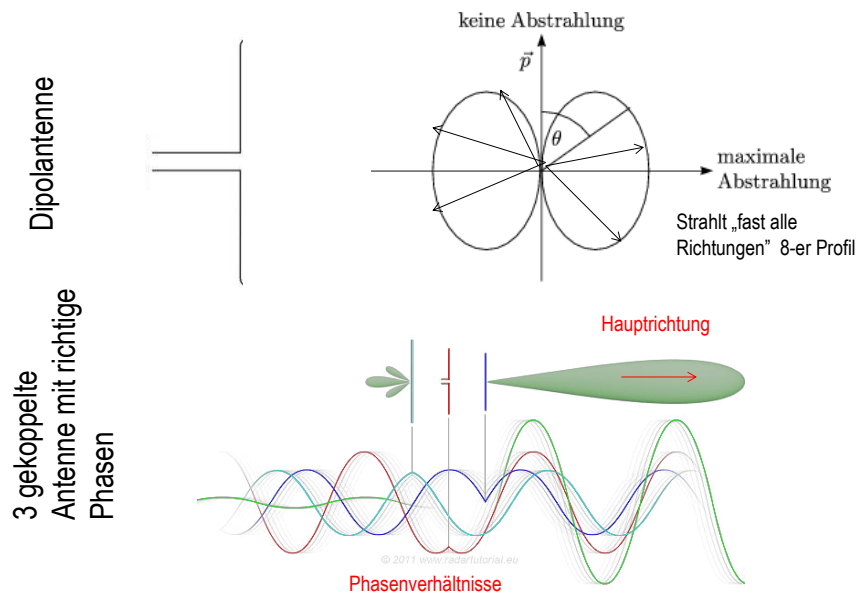 Dipolantenne
keine Abstrahlung
p⃗
θ
maximale
Abstrahlung
Strahlt „fast alle
Richtungen” 8-er Profil
3 gekoppelte
Antenne mit richtige
Phasen
Hauptrichtung
© 2011 www.radartutorial.eu
Phasenverhältnisse